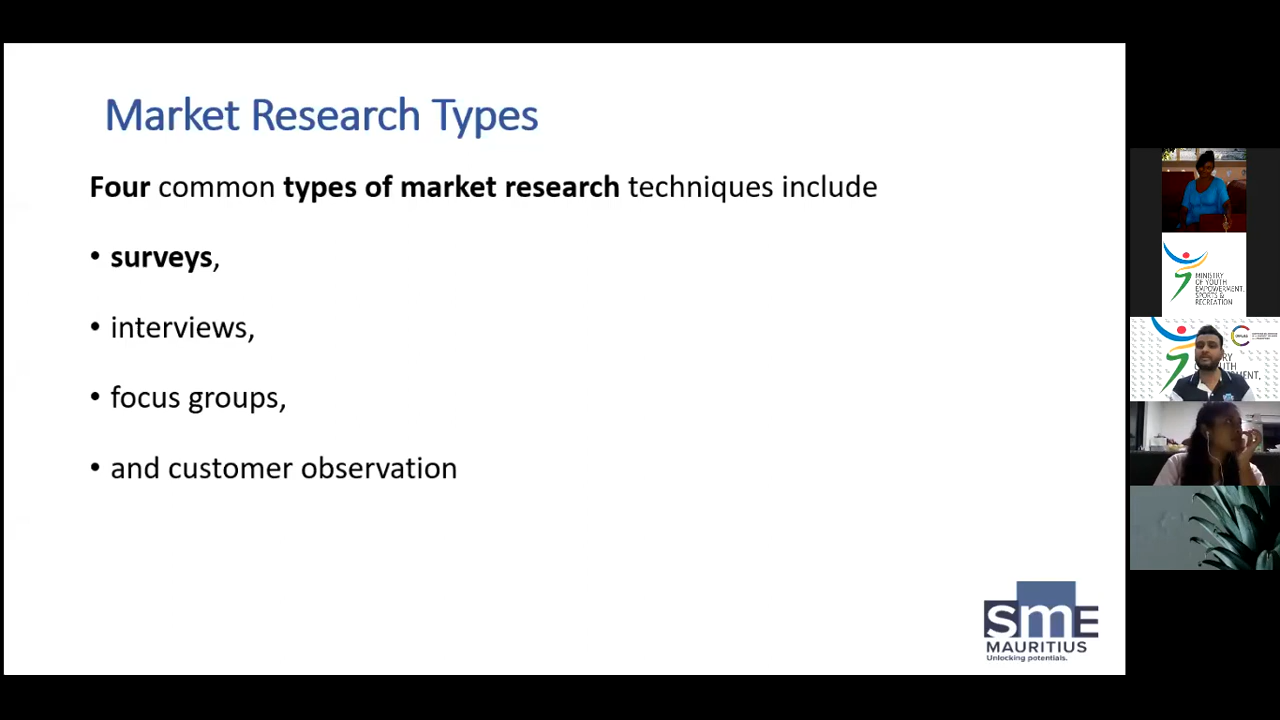 Market Research Types
Four common types of market research techniques include
• surveys,
• interviews,
• focus groups,
• and customer observation
sme
MAURITIUS
Unlocking potentials.
MINISTRY
OF YOUTH
EMPOWERMENT,
SPORTS &
RECREATION